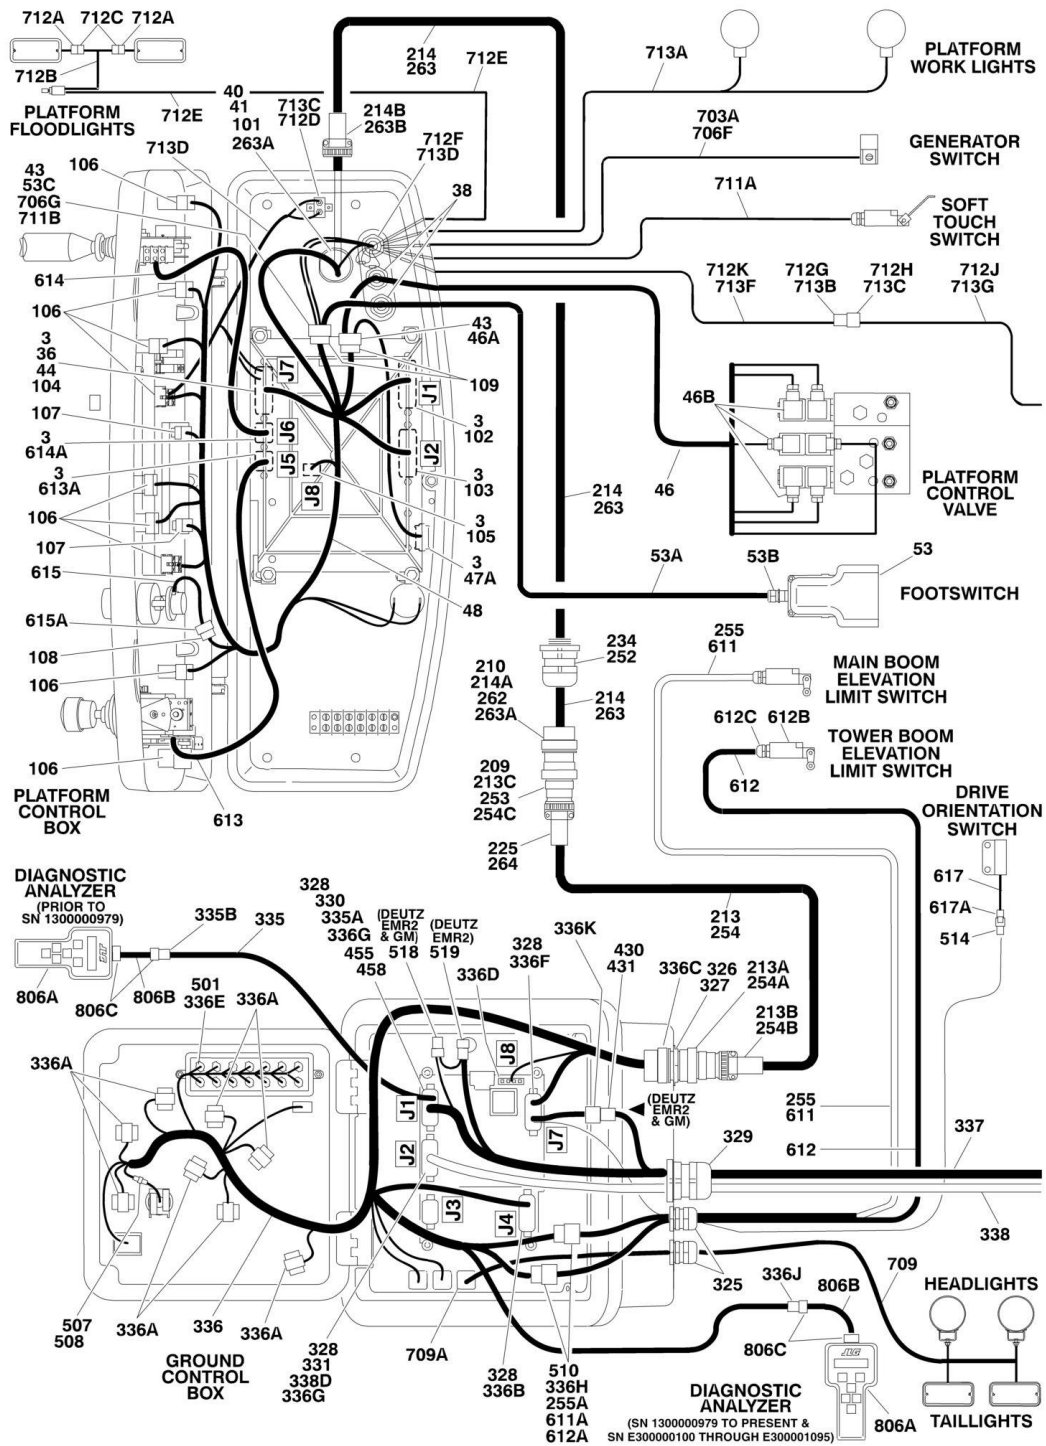 712A 712C 712A
712B
712E
PLATFORM
FLOODLIGHTS
214
263
712E
40
41
101
263A
713C
712D
214B
263B
712F
713D
713D
38
713A
PLATFORM
WORK LIGHTS
703A
706F
GENERATOR
SWITCH
711A
SOFT
TOUCH
SWITCH
106
43
53C
706G
711B
614
106
3
36
44
104
107
3
614A
3
613A
106
107
615
615A
108
106
106
PLATFORM
CONTROL
BOX
613
J7
J6
J5
J8
J1
J2
43
46A
109
3
102
3
103
3
105
3
47A
48
712K
713F
712G
713B
712H
713C
712J
713G
46B
46
PLATFORM
CONTROL
VALVE
214
263
53A
53B
53
FOOTSWITCH
234
252
210
214A
262
263A
214
263
209
213C
253
254C
225
264
255
611
MAIN BOOM
ELEVATION
LIMIT SWITCH
612C 612B
612
TOWER BOOM
ELEVATION
LIMIT SWITCH
DRIVE
ORIENTATION
SWITCH
617
617A
514
213
254
DIAGNOSTIC
ANALYZER
(PRIOR TO
SN 1300000979)
335B
335
806A
806C
806B
328
330
335A
336G
455
458
(DEUTZ
EMR2
& GM)
518
(DEUTZ
EMR2)
519
336D
328
336F
336K
430
431
336C
326
327
213A
254A
213B
254B
501
336E
336A
336A
J1
J2
J3
J4
J7
J8
(DEUTZ
EMR2
& GM)
329
255
611
612
337
338
325
507
508
336A
336
336A
GROUND
CONTROL
BOX
328
331
338D
336G
709A
328
336B
510
336H
255A
611A
612A
336J
806B
806C
709
HEADLIGHTS
JLG
806A
TAILLIGHTS
DIAGNOSTIC
ANALYZER
(SN 1300000979 TO PRESENT &
SN E300000100 THROUGH E300001095)